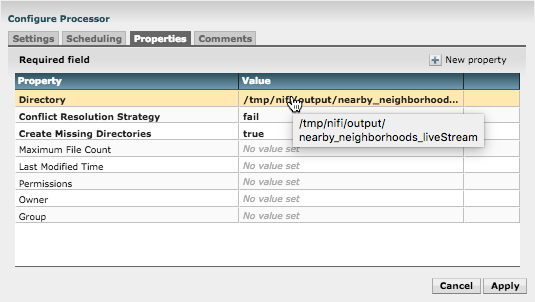 Configure Processor
Settings Scheduling Properties Comments
Required field + New property
Property Value
Directory /tmp/nifi/output/nearby_neighborhood...
Conflict Resolution Strategy fail
/tmp/nifi/output/
nearby_neighborhoods_liveStream
Create Missing Directories true
Maximum File Count No value set
Last Modified Time No value set
Permissions No value set
Owner No value set
Group No value set
Cancel Apply